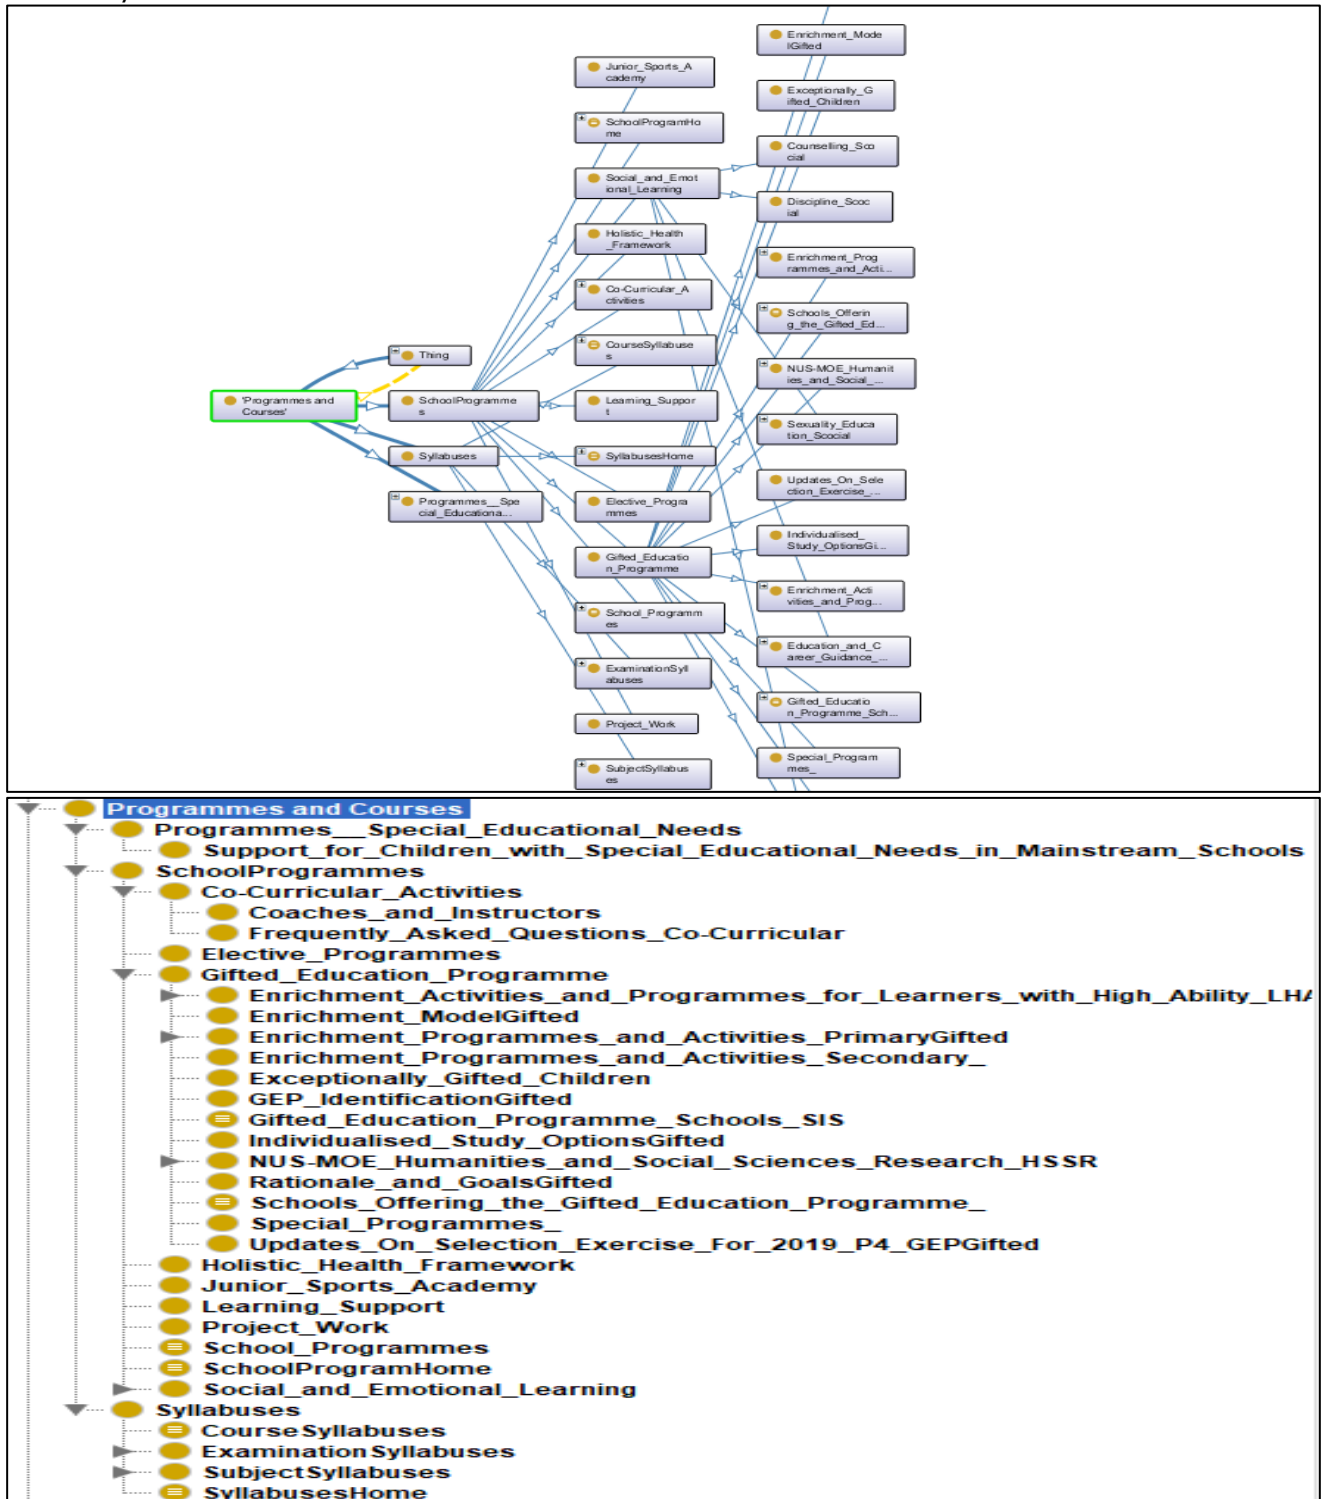 Enrichment_Mode
lGifted
Junior_Sports_A
cademy
Exceptionally_G
ifted_Children
SchoolProgramHo
me
Counselling_Sco
cial
Social_and_Emot
ional_Learning
Discipline_Scoc
ial
Holistic_Health
_Framework
Enrichment_Prog
rammes_and_Acti...
Co-Curricular_A
ctivities
Schools_Offerin
g_the_Gifted_Ed...
CourseSyllabuse
s
Thing
NUS-MOE_Humanit
ies_and_Social_...
'Programmes and
Courses'
SchoolProgramme
s
Learning_Suppor
t
Sexuality_Educa
tion_Scocial
Syllabuses
SyllabusesHome
Updates_On_Sele
ction_Exercise_...
Programmes__Spe
cial_Educationa...
Elective_Progra
mmes
Individualised_
Study_OptionsGi...
Gifted_Educatio
n_Programme
Enrichment_Acti
vities_and_Prog...
School_Programm
es
Education_and_C
areer_Guidance_...
ExaminationSyll
abuses
Gifted_Educatio
n_Programme_Sch...
Project_Work
Special_Program
mes_
SubjectSyllabus
es
Programmes and Courses
Programmes__Special_Educational_Needs
Support_for_Children_with_Special_Educational_Needs_in_Mainstream_Schools
SchoolProgrammes
Co-Curricular_Activities
Coaches_and_Instructors
Frequently_Asked_Questions_Co-Curricular
Elective_Programmes
Gifted_Education_Programme
Enrichment_Activities_and_Programmes_for_Learners_with_High_Ability_LHA
Enrichment_ModelGifted
Enrichment_Programmes_and_Activities_PrimaryGifted
Enrichment_Programmes_and_Activities_Secondary_
Exceptionally_Gifted_Children
GEP_IdentificationGifted
Gifted_Education_Programme_Schools_SIS
Individualised_Study_OptionsGifted
NUS-MOE_Humanities_and_Social_Sciences_Research_HSSR
Rationale_and_GoalsGifted
Schools_Offering_the_Gifted_Education_Programme_
Special_Programmes_
Updates_On_Selection_Exercise_For_2019_P4_GEPGifted
Holistic_Health_Framework
Junior_Sports_Academy
Learning_Support
Project_Work
School_Programmes
SchoolProgramHome
Social_and_Emotional_Learning
Syllabuses
CourseSyllabuses
ExaminationSyllabuses
SubjectSyllabuses
SyllabusesHome